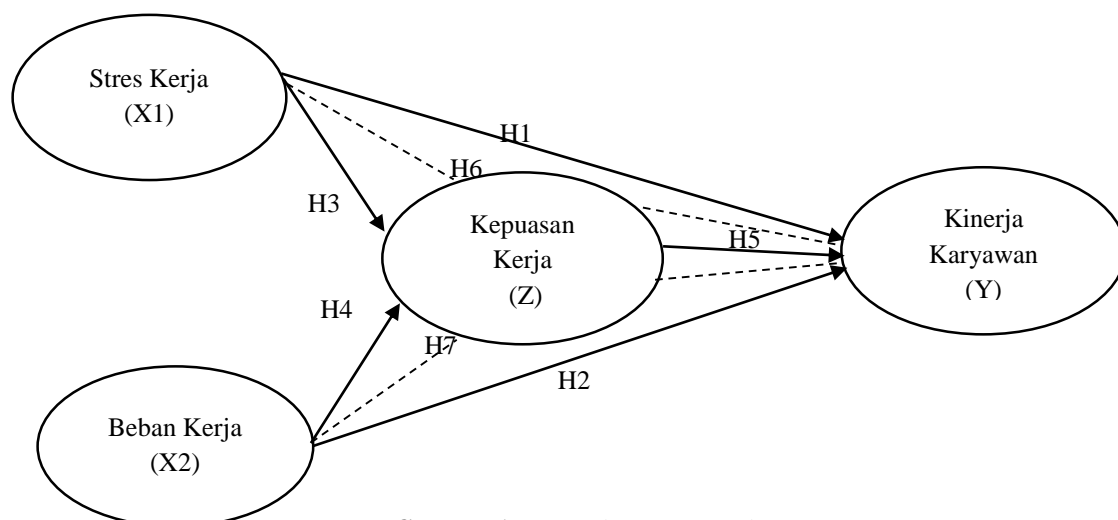 Stres Kerja
(X1)
H1
H6
H3
Kepuasan
Kerja
(Z)
H5
Kinerja
Karyawan
(Y)
H4
H7
H2
Beban Kerja
(X2)